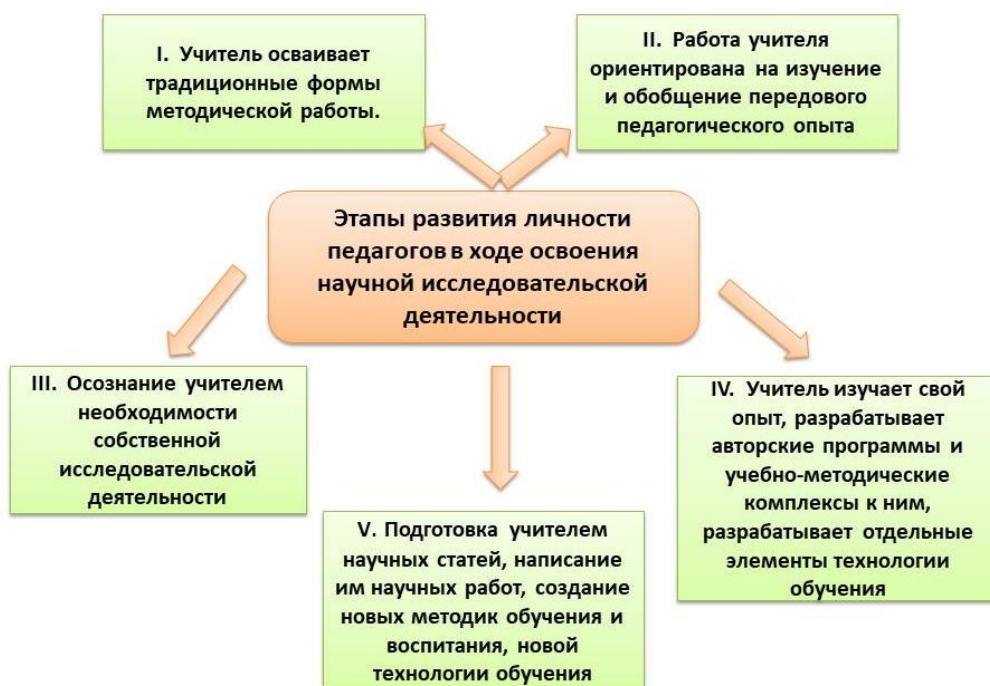 I. Учитель осваивает
традиционные формы
методической работы.
II. Работа учителя
ориентирована на изучение
и обобщение передового
педагогического опыта
Этапы развития личности
педагогов в ходе освоения
научной исследовательской
деятельности
III. Осознание учителем
необходимости
собственной
исследовательской
деятельности
IV. Учитель изучает свой
опыт, разрабатывает
авторские программы и
учебно-методические
комплексы к ним,
разрабатывает отдельные
элементы технологии
обучения
V. Подготовка учителем
научных статей, написание
им научных работ, создание
новых методик обучения и
воспитания, новой
технологии обучения